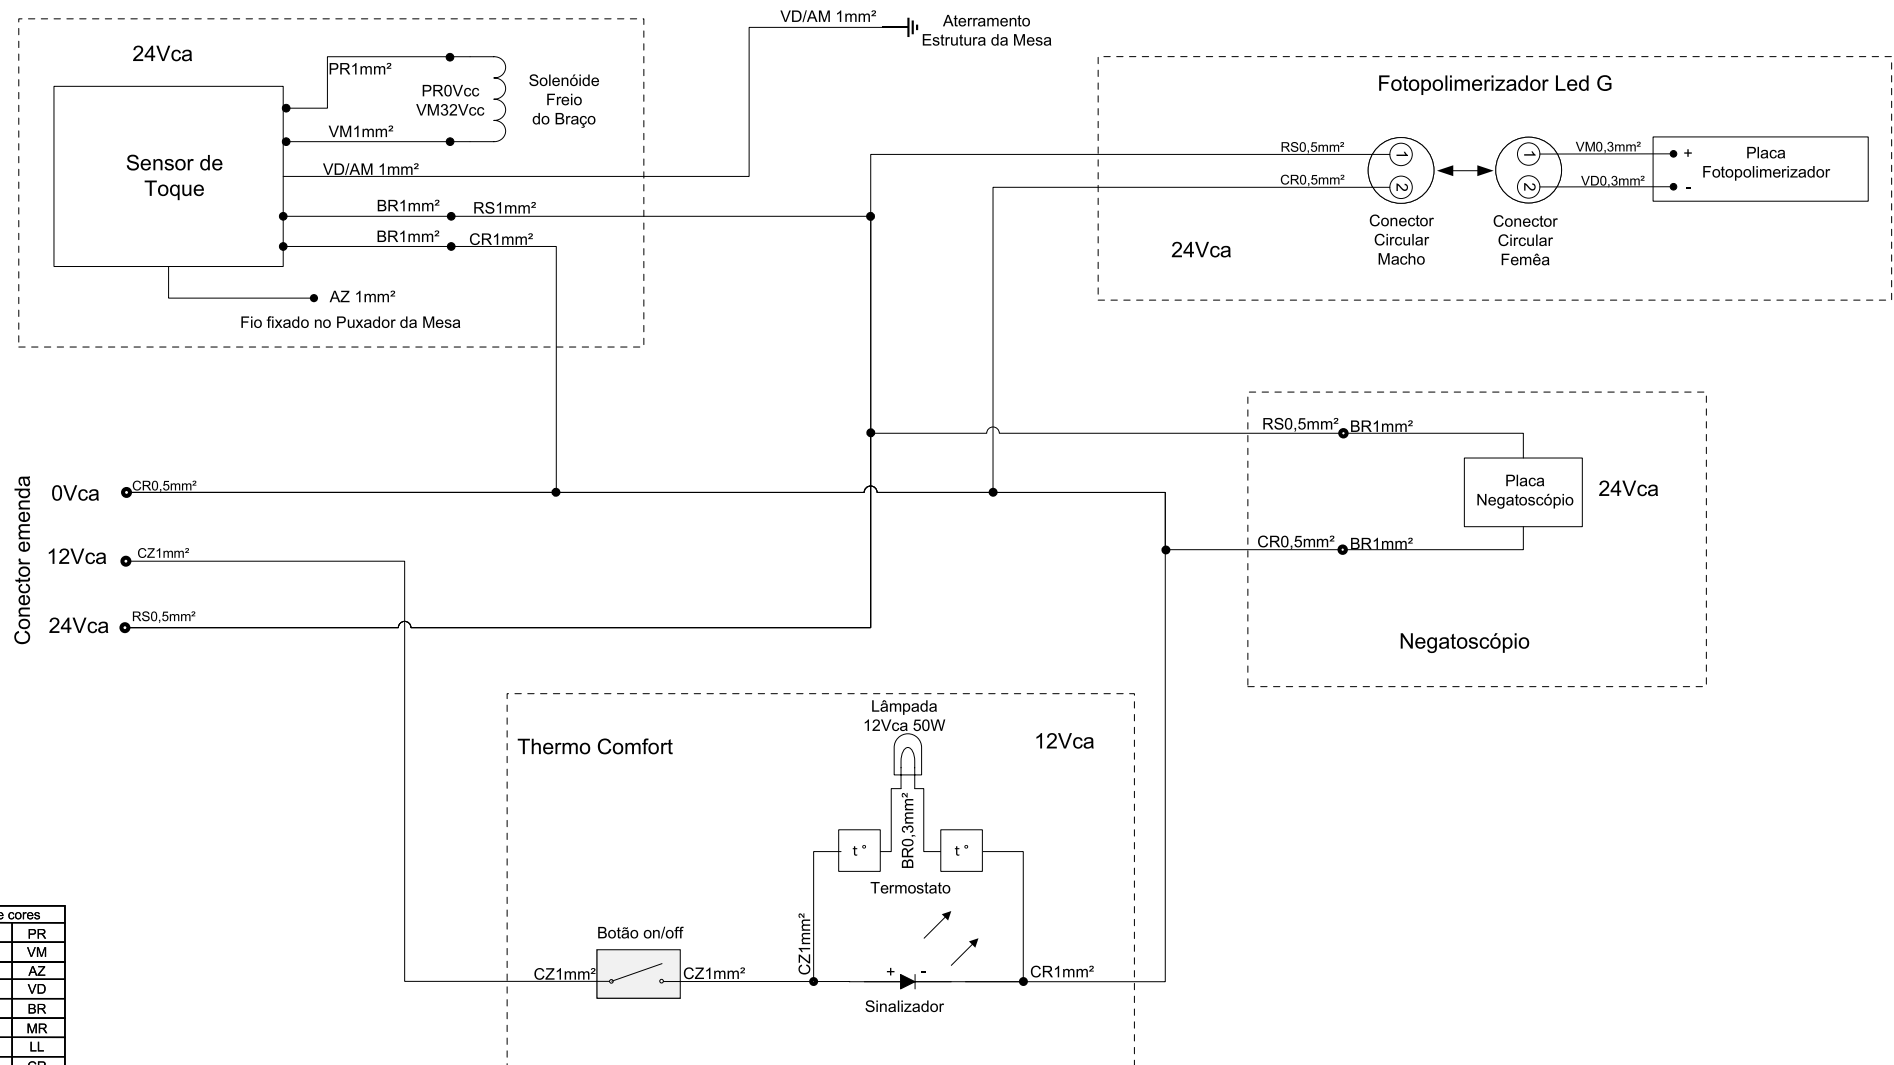 VD/AM 1mm²
Aterramento
Estrutura da Mesa
24Vca
PR1mm²
PR0Vcc
VM32Vcc
Solenóide
Freio
do Braço
VM1mm²
Sensor de
Toque
VD/AM 1mm²
BR1mm²
RS1mm²
BR1mm²
CR1mm²
AZ 1mm²
Fio fixado no Puxador da Mesa
Fotopolimerizador Led G
RS0,5mm²
1
1
VM0,3mm²
+
Placa
Fotopolimerizador
CR0,5mm²
2
2
VD0,3mm²
-
Conector
Circular
Macho
Conector
Circular
Femêa
24Vca
RS0,5mm²
BR1mm²
Placa
Negatoscópio
24Vca
CR0,5mm²
BR1mm²
Negatoscópio
Conector emenda
0Vca
CR0,5mm²
12Vca
CZ1mm²
24Vca
RS0,5mm²
Thermo Comfort
Lâmpada
12Vca 50W
12Vca
BR0,3mm²
t °
t °
Termostato
CZ1mm²
Botão on/off
CZ1mm²
CZ1mm²
+
-
CR1mm²
Sinalizador
e cores
PR
VM
AZ
VD
BR
MR
LL